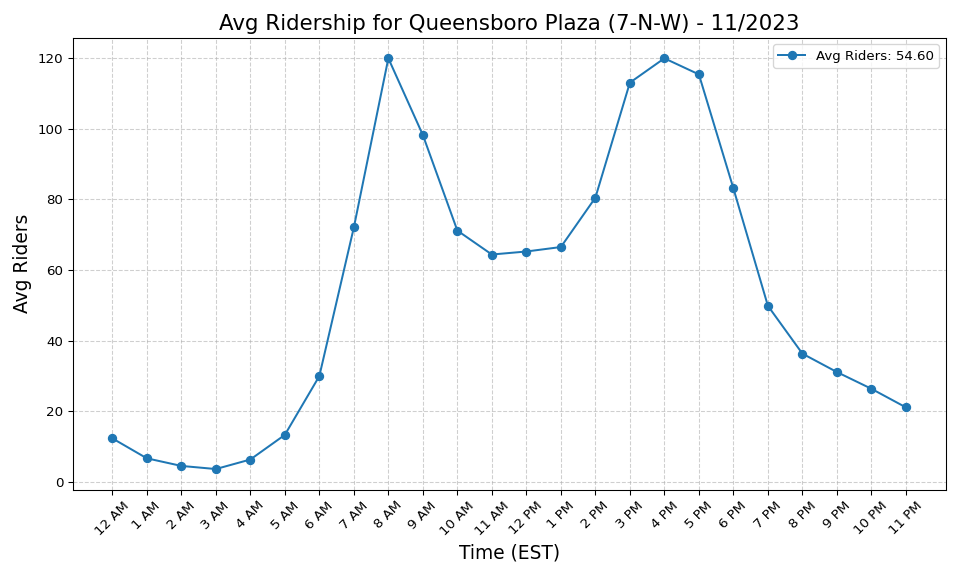 Avg Ridership for Queensboro Plaza (7-N-W) - 11/2023
Avg Riders: 54.60
Avg Riders
120
100
80
60
40
20
0
12 AM
1 AM
2 AM
3 AM
4 AM
5 AM
6 AM
7 AM
8 AM
9 AM
10 AM
11 AM
12 PM
1 PM
2 PM
3 PM
4 PM
5 PM
6 PM
7 PM
8 PM
9 PM
10 PM
11 PM
Time (EST)